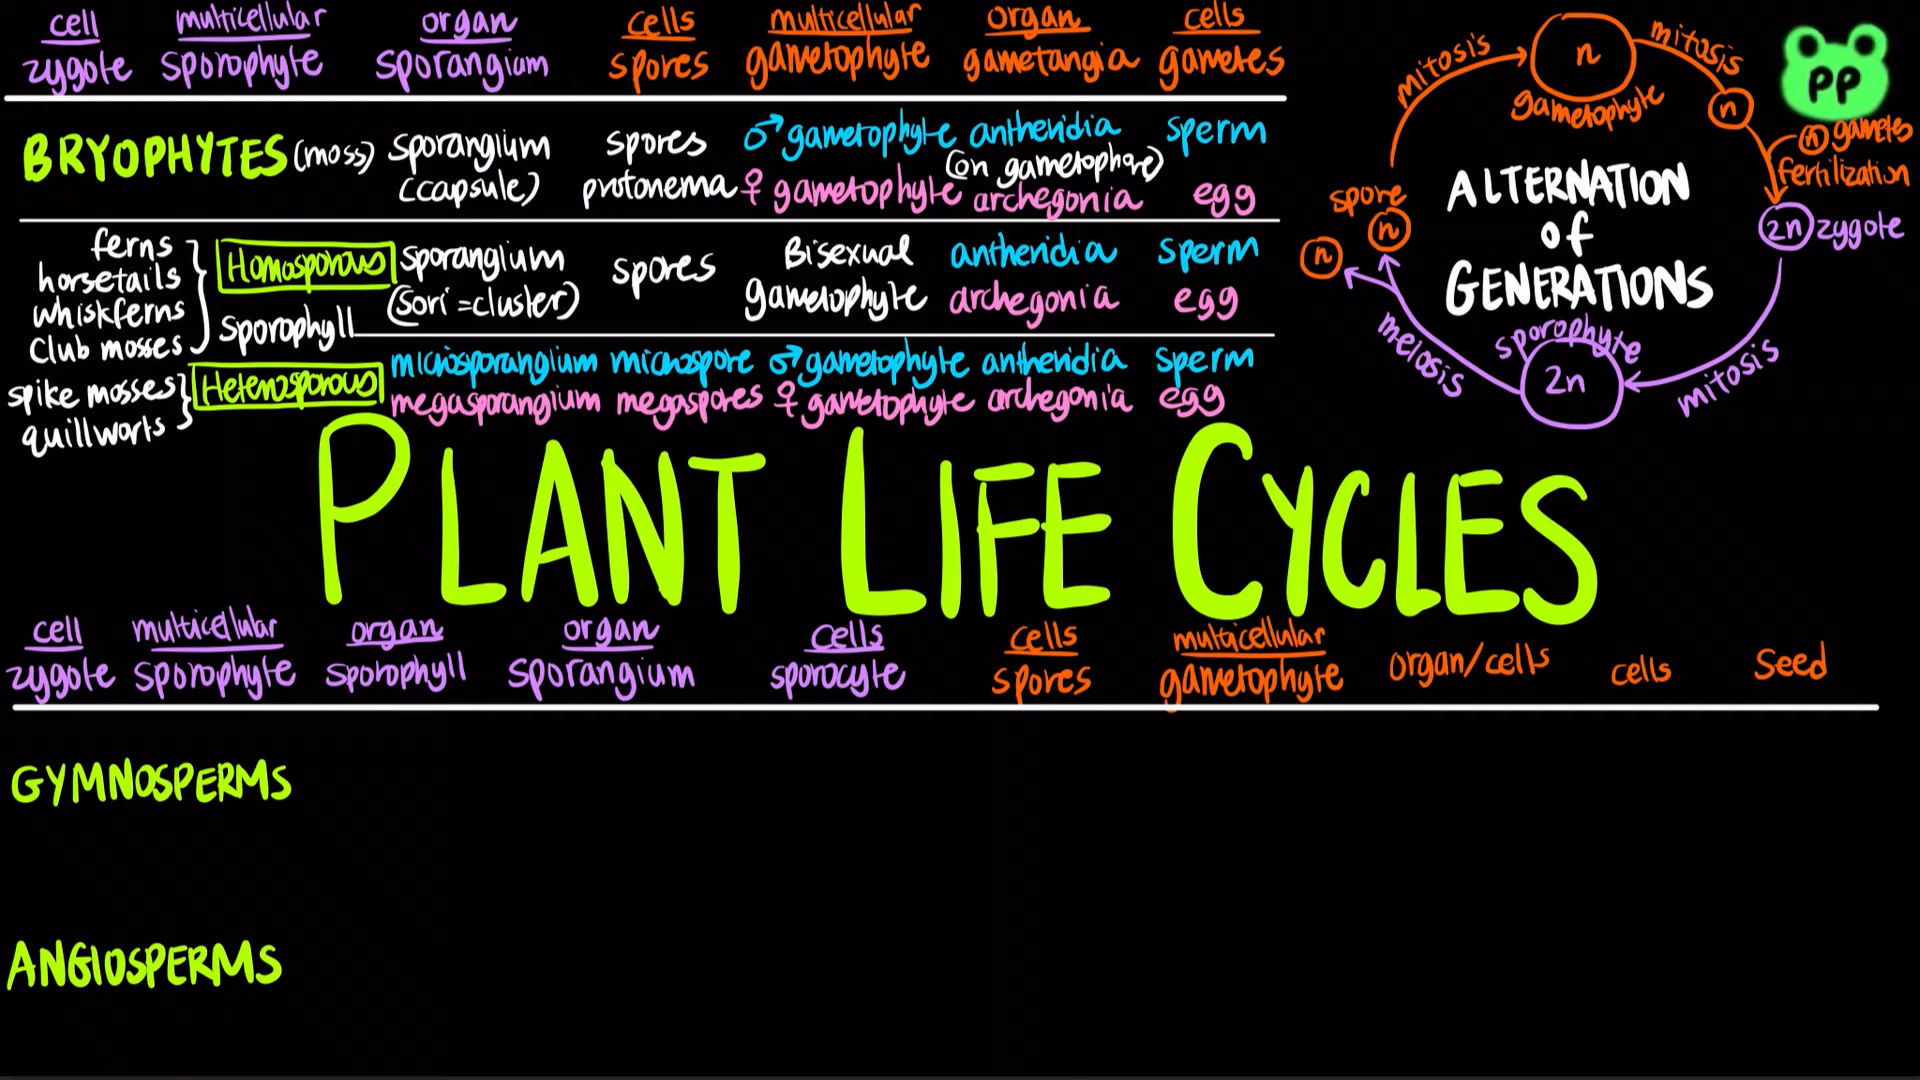 cell multicellular organ cells multicellular organ cells
zygote sporophyte sporangium spores gametophyte gametangia gametes
BRYOPHYTES (moss) sporangium spores ♂ gametophyte antheridia sperm
(capsule) protonema (on gametophore)
♀ gametophyte archegonia egg
ferns
horsetails
whiskferns
Club mosses
Homosporous sporangium spores Bisexual antheridia sperm
sporophyll (sori = cluster) gametophyte archegonia egg
spike mosses
quillworts
Heterosporous microsporangium microspore ♂ gametophyte antheridia sperm
megasporangium megaspores ♀ gametophyte archegonia egg
mitosis
n
gametophyte
mitosis
n
n gametes
fertilization
2n zygote
mitosis
sporophyte
2n
meiosis
spore
n
n
ALTERNATION
of
GENERATIONS
PP
PLANT LIFE CYCLES
cell multicellular organ organ cells cells multicellular
zygote sporophyte sporophyll sporangium sporocyte spores gametophyte organ/cells cells Seed
GYMNOSPERMS
ANGIOSPERMS